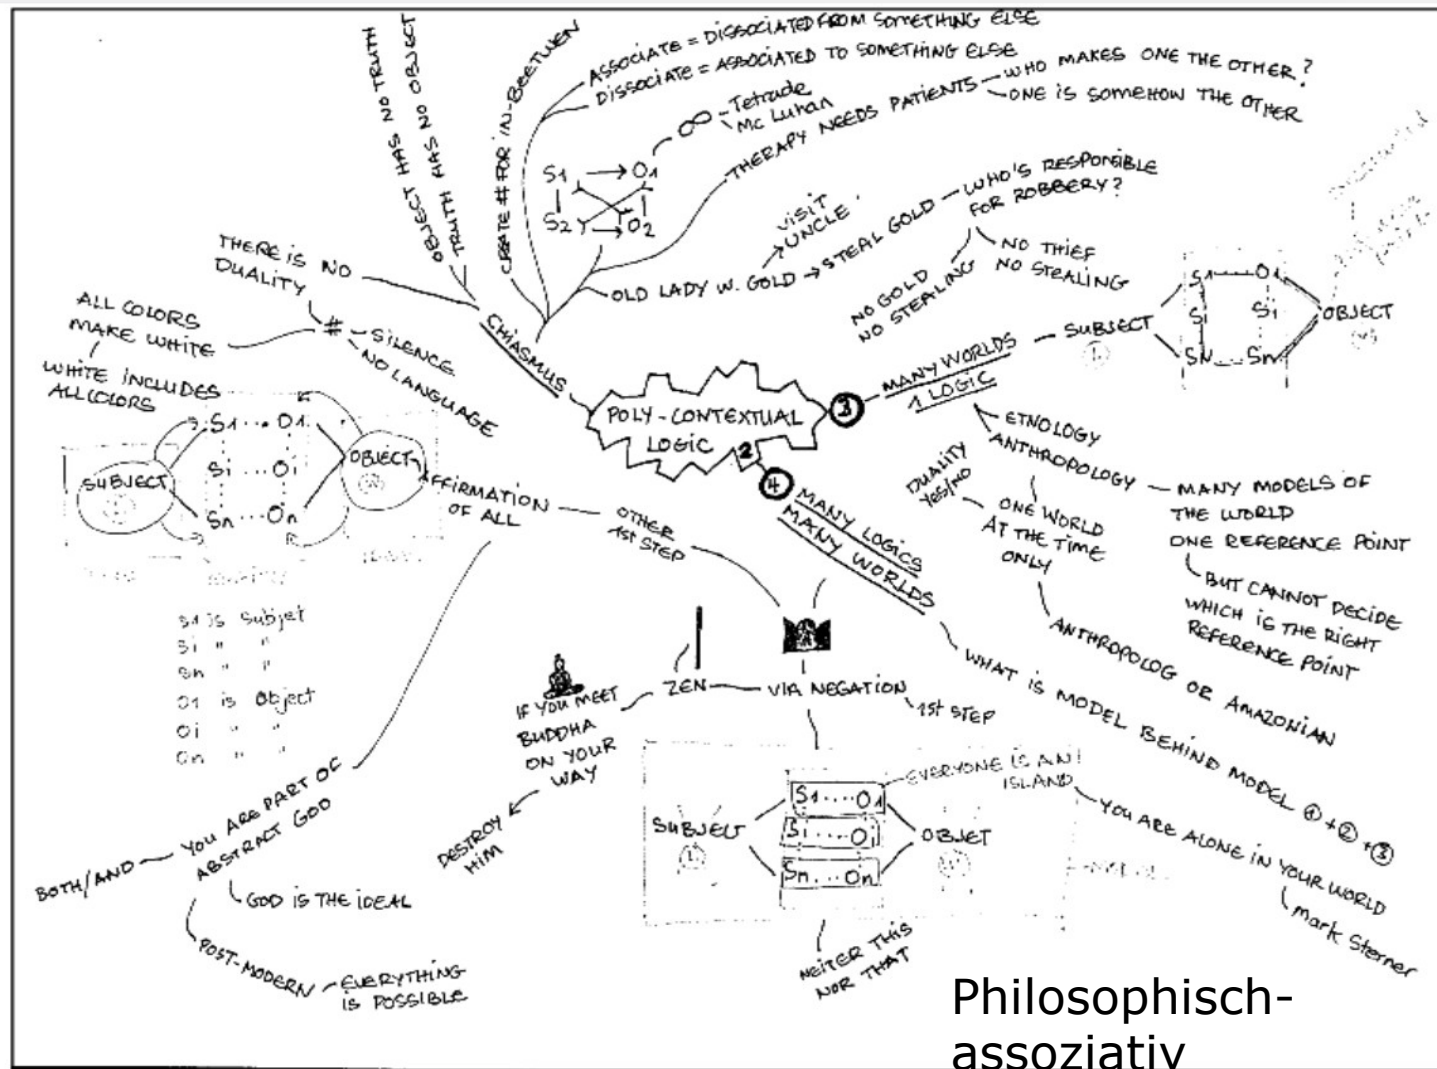 POLY-CONTEXTUAL
LOGIC
2
CHIASMUS
THERE IS NO
DUALITY
#
SILENCE
NO LANGUAGE
ALL COLORS
MAKE WHITE
WHITE INCLUDES
ALL COLORS
OBJECT HAS NO TRUTH
TRUTH HAS NO OBJECT
CREATE # FOR IN-BEETWEN
ASSOCIATE = DISSOCIATED FROM SOMETHING ELSE
DISSOCIATE = ASSOCIATED TO SOMETHING ELSE
S1 → O1
S2 → O2
∞ Tetrade
Mc Luhan
THERAPY NEEDS PATIENTS
WHO MAKES ONE THE OTHER?
ONE IS SOMEHOW THE OTHER
OLD LADY W. GOLD → STEAL GOLD
VISIT
UNCLE
WHO'S RESPONSIBLE
FOR ROBBERY?
NO GOLD
NO STEALING
NO THIEF
NO STEALING
3
MANY WORLDS
1 LOGIC
SUBJECT
S1 O1
Si Si
Sn Sn
OBJECT
ETNOLOGY
ANTHROPOLOGY
MANY MODELS OF
THE WORLD
ONE REFERENCE POINT
BUT CANNOT DECIDE
WHICH IS THE RIGHT
REFERENCE POINT
ONE WORLD
AT THE TIME
ONLY
DUALITY
YES/NO
ANTHROPOLOG OR AMAZONIAN
4
MANY LOGICS
MANY WORLDS
WHAT IS MODEL BEHIND MODEL ① + ② + ③
VIA NEGATION
1st STEP
ZEN
IF YOU MEET
BUDDHA
ON YOUR
WAY
DESTROY
HIM
SUBJECT
S1....O1
Si...Oi
Sn...On
OBJET
EVERYONE IS AN
ISLAND
YOU ARE ALONE IN YOUR WORLD
Mark Sterner
NEITER THIS
NOR THAT
OTHER
1st STEP
AFFIRMATION
OF ALL
SUBJECT
S1...O1
Si...Oi
Sn...On
OBJECT
S1 is Subjet
Si " "
Sn " "
O1 is Object
Oi " "
On " "
YOU ARE PART OF
ABSTRACT GOD
BOTH/AND
GOD IS THE IDEAL
POST-MODERN
EVERYTHING
IS POSSIBLE
Philosophisch-
assoziativ